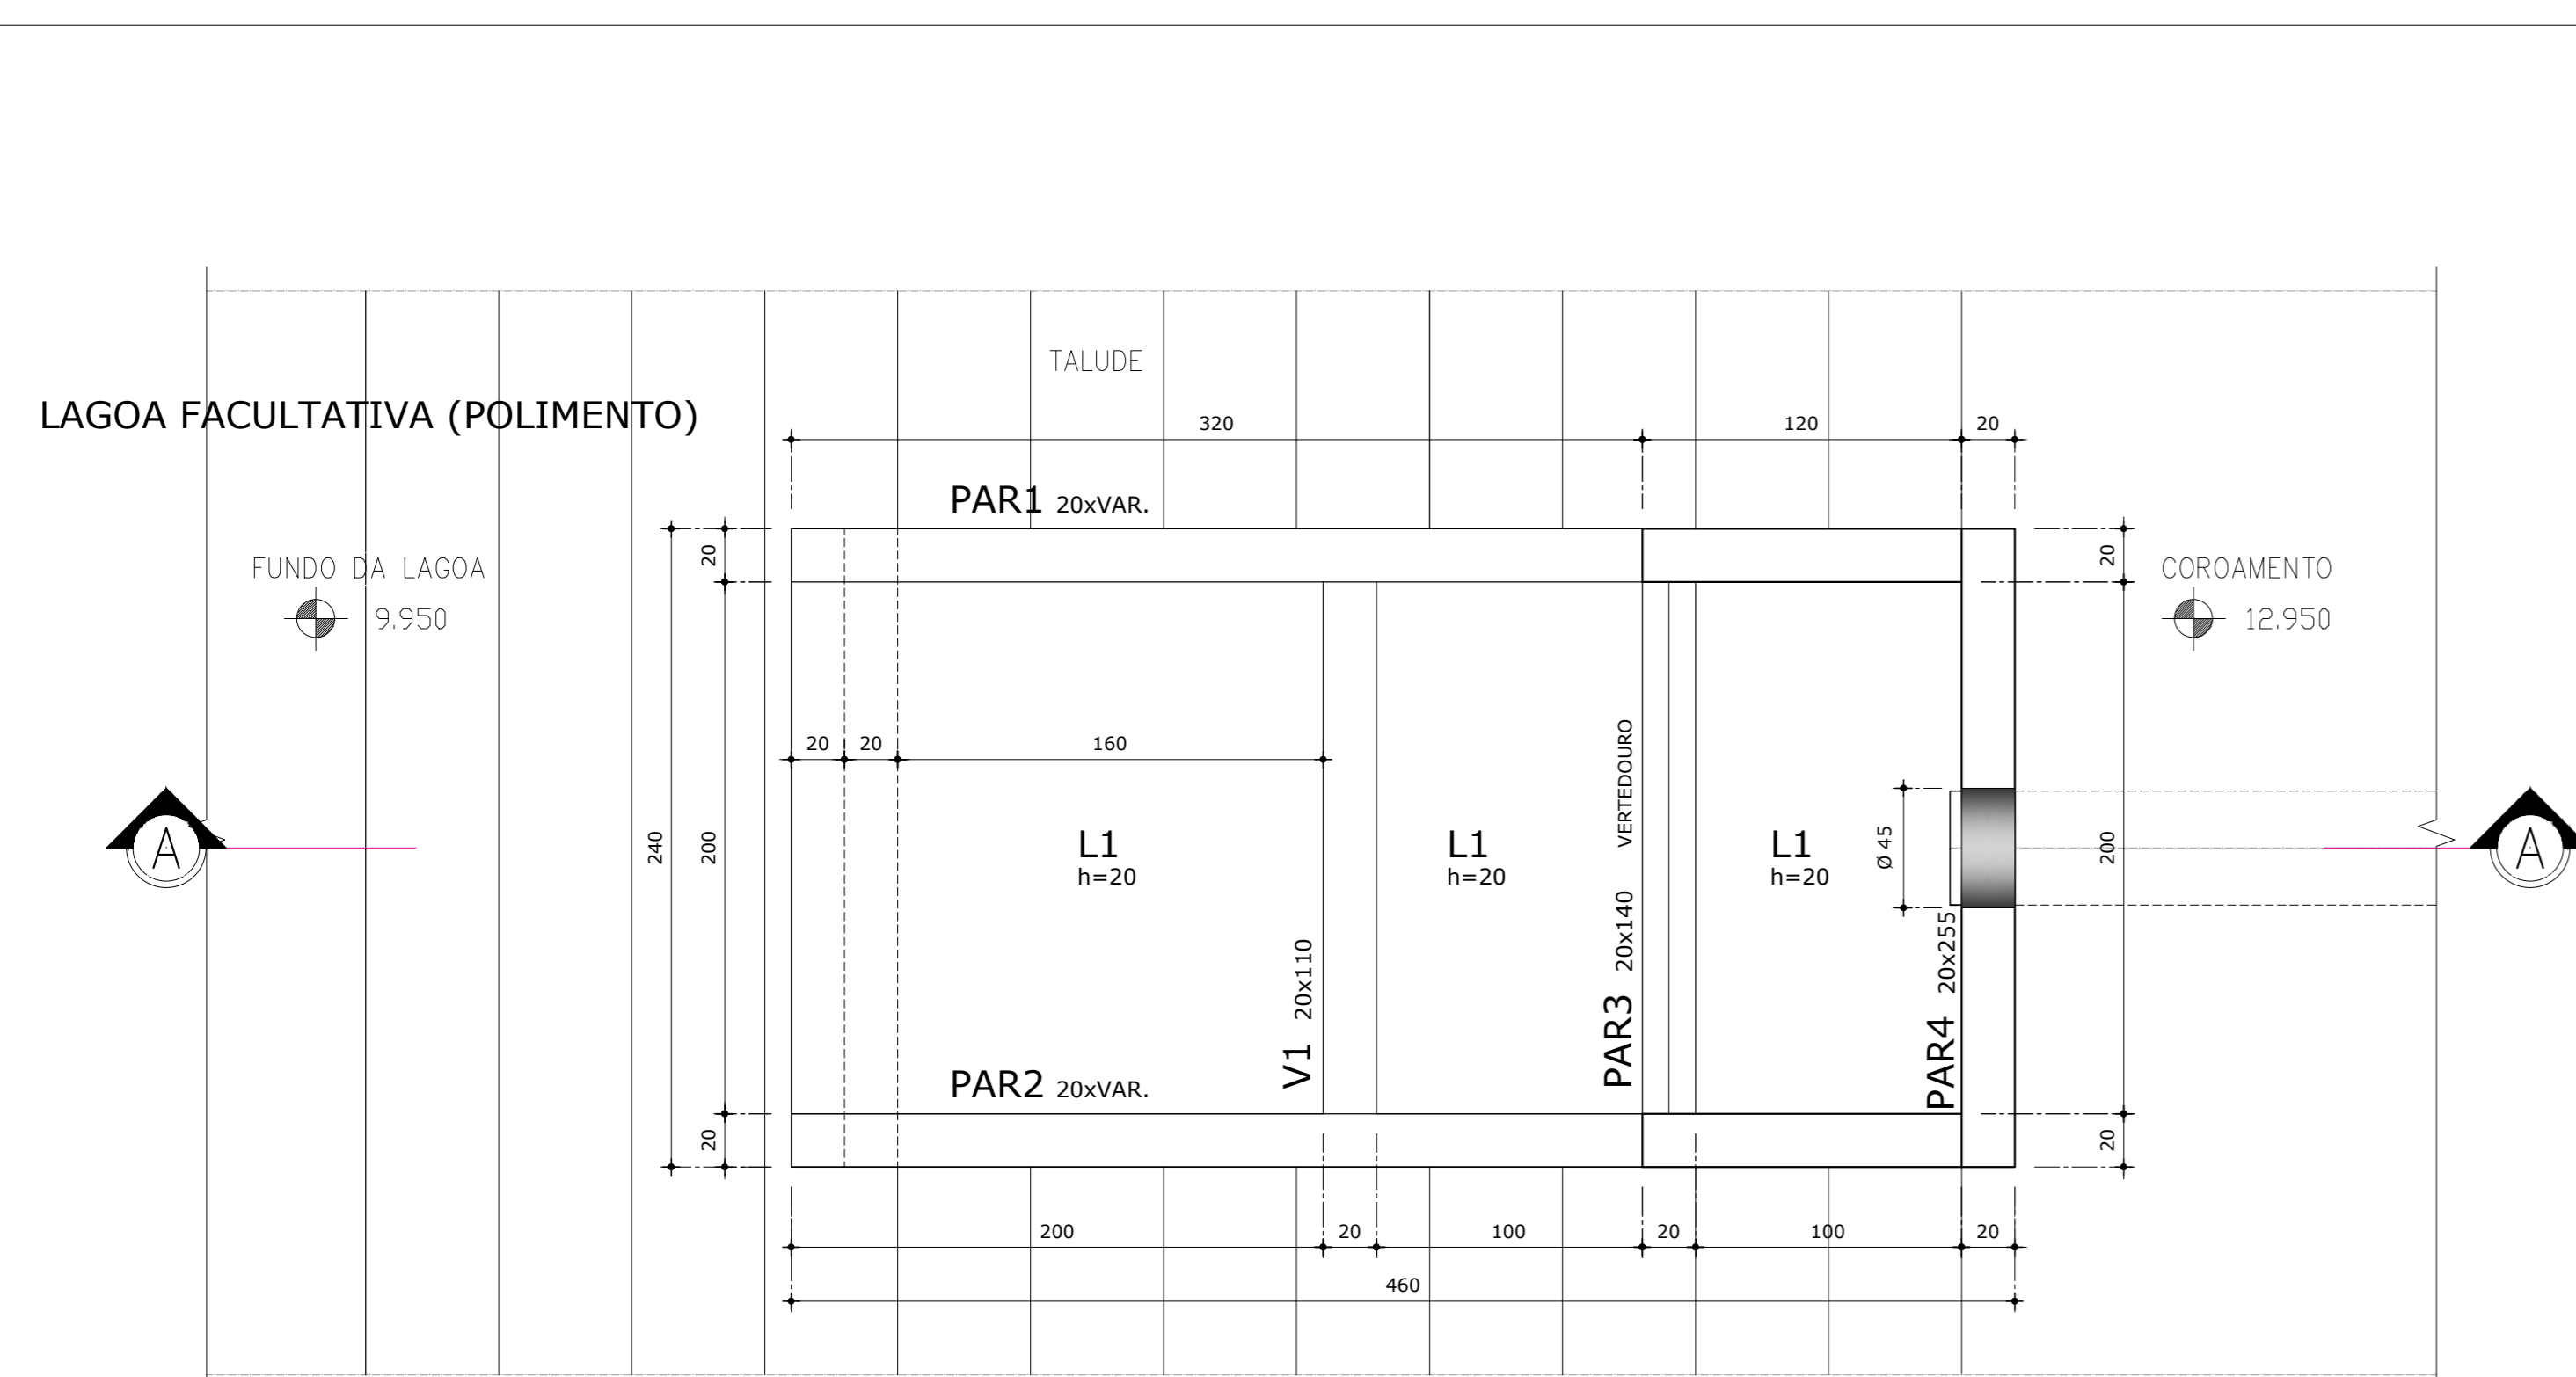 TALUDE
LAGOA FACULTATIVA (POLIMENTO)
320
120
20
PAR1 20xVAR.
20
20
FUNDO DA LAGOA
9.950
COROAMENTO
12.950
20
20
160
VERTEDOURO
240
200
L1
h=20
L1
h=20
L1
h=20
Ø 45
200
V1 20x110
PAR3 20x140
PAR4 20x255
A
A
PAR2 20xVAR.
20
20
200
20
100
20
100
20
460